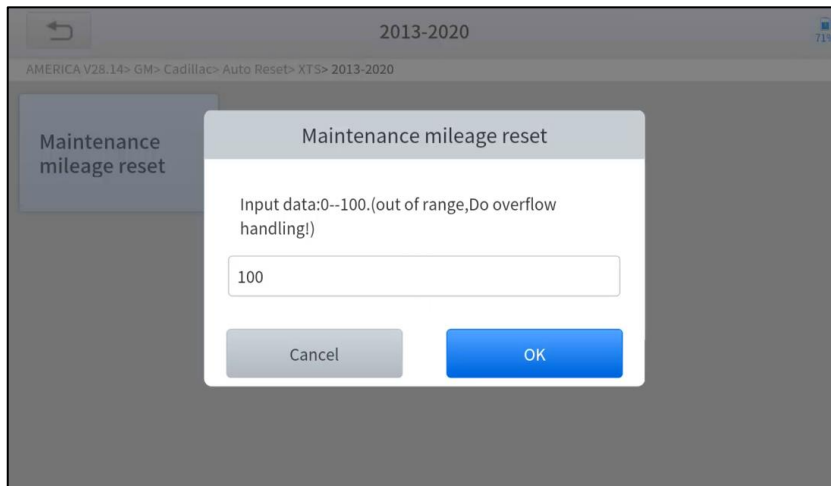 2013-2020
71%
AMERICA V28.14> GM> Cadillac> Auto Reset> XTS> 2013-2020
Maintenance
mileage reset
Maintenance mileage reset
Input data:0--100.(out of range,Do overflow
handling!)
100
Cancel
OK